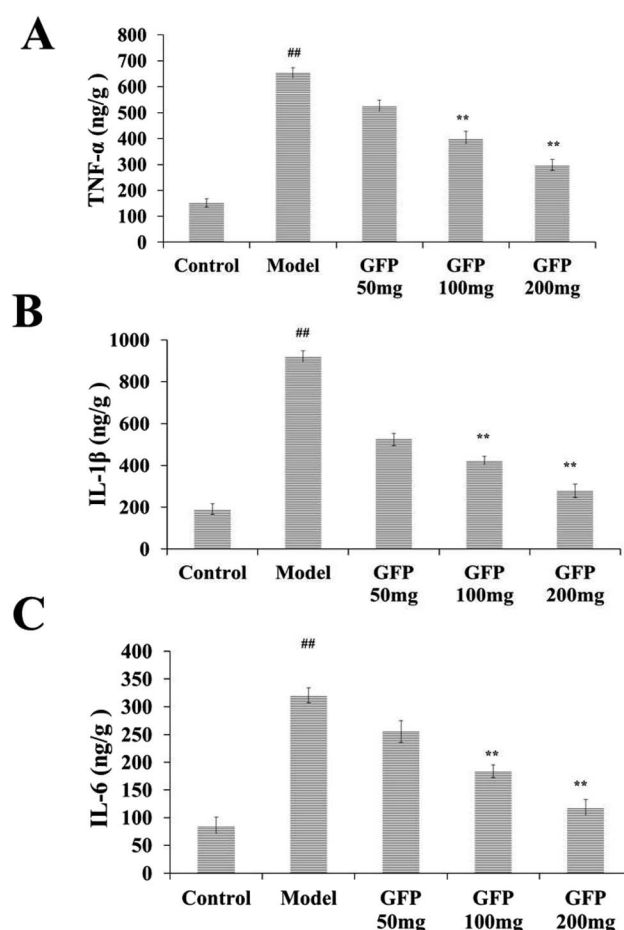 A
TNF-α (ng/g )
800
700
600
500
400
300
200
100
0
##
**
**
Control Model GFP GFP GFP
50mg 100mg 200mg
B
IL-1β (ng/g )
1000
800
600
400
200
0
##
**
**
Control Model GFP GFP GFP
50mg 100mg 200mg
C
IL-6 (ng/g )
400
350
300
250
200
150
100
50
0
##
**
**
Control Model GFP GFP GFP
50mg 100mg 200mg